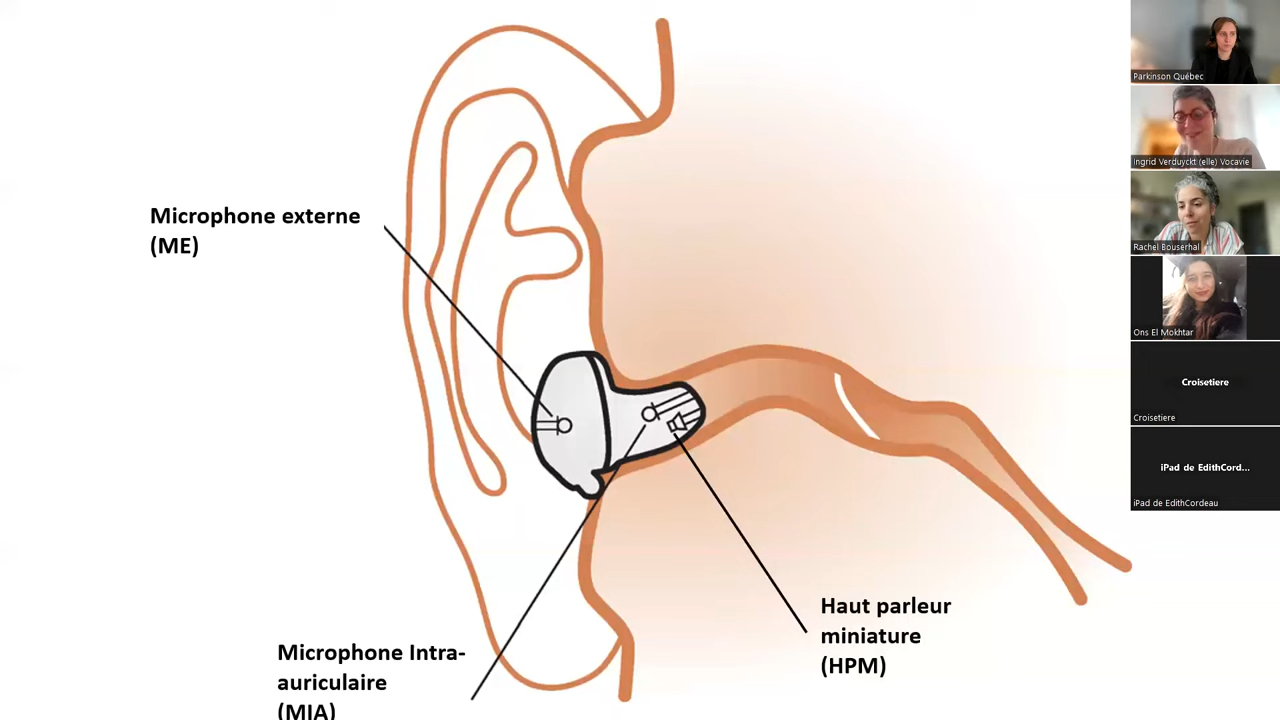 Microphone externe
(ME)
Microphone Intra-
auriculaire
(MIA)
Haut parleur
miniature
(HPM)
Parkinson Québec
Ingrid Verduyckt (elle) Vocavie
Rachel Bouserhal
Ons El Mokhtar
Croisetiere
Croisetiere
iPad de EdithCord...
iPad de EdithCordeau